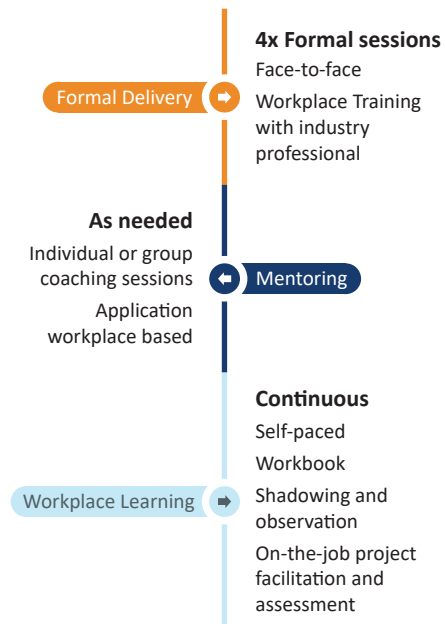 4x Formal sessions
Face-to-face
Formal Delivery
Workplace Training
with industry
professional
As needed
Individual or group
coaching sessions
Mentoring
Application
workplace based
Continuous
Self-paced
Workbook
Workplace Learning
Shadowing and
observation
On-the-job project
facilitation and
assessment